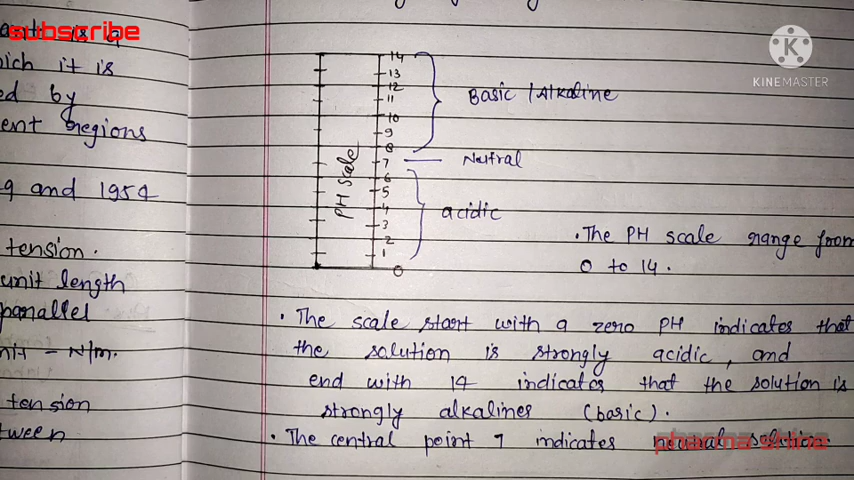 subscribe
which it is
ed by
ent regions
9 and 1954
tension.
unit length
parallel
- N/m.
tension
tween
KINEMASTER
14
13
12
11
10
9
8
7
6
5
4
3
2
1
0
PH Scale
Basic / Alkaline
Neutral
acidic
• The PH scale range from
0 to 14.
• The scale start with a zero PH indicates that
the solution is strongly acidic, and
end with 14 indicates that the solution is
strongly alkalines (basic).
• The central point 7 indicates neutral solution.
pharma shine